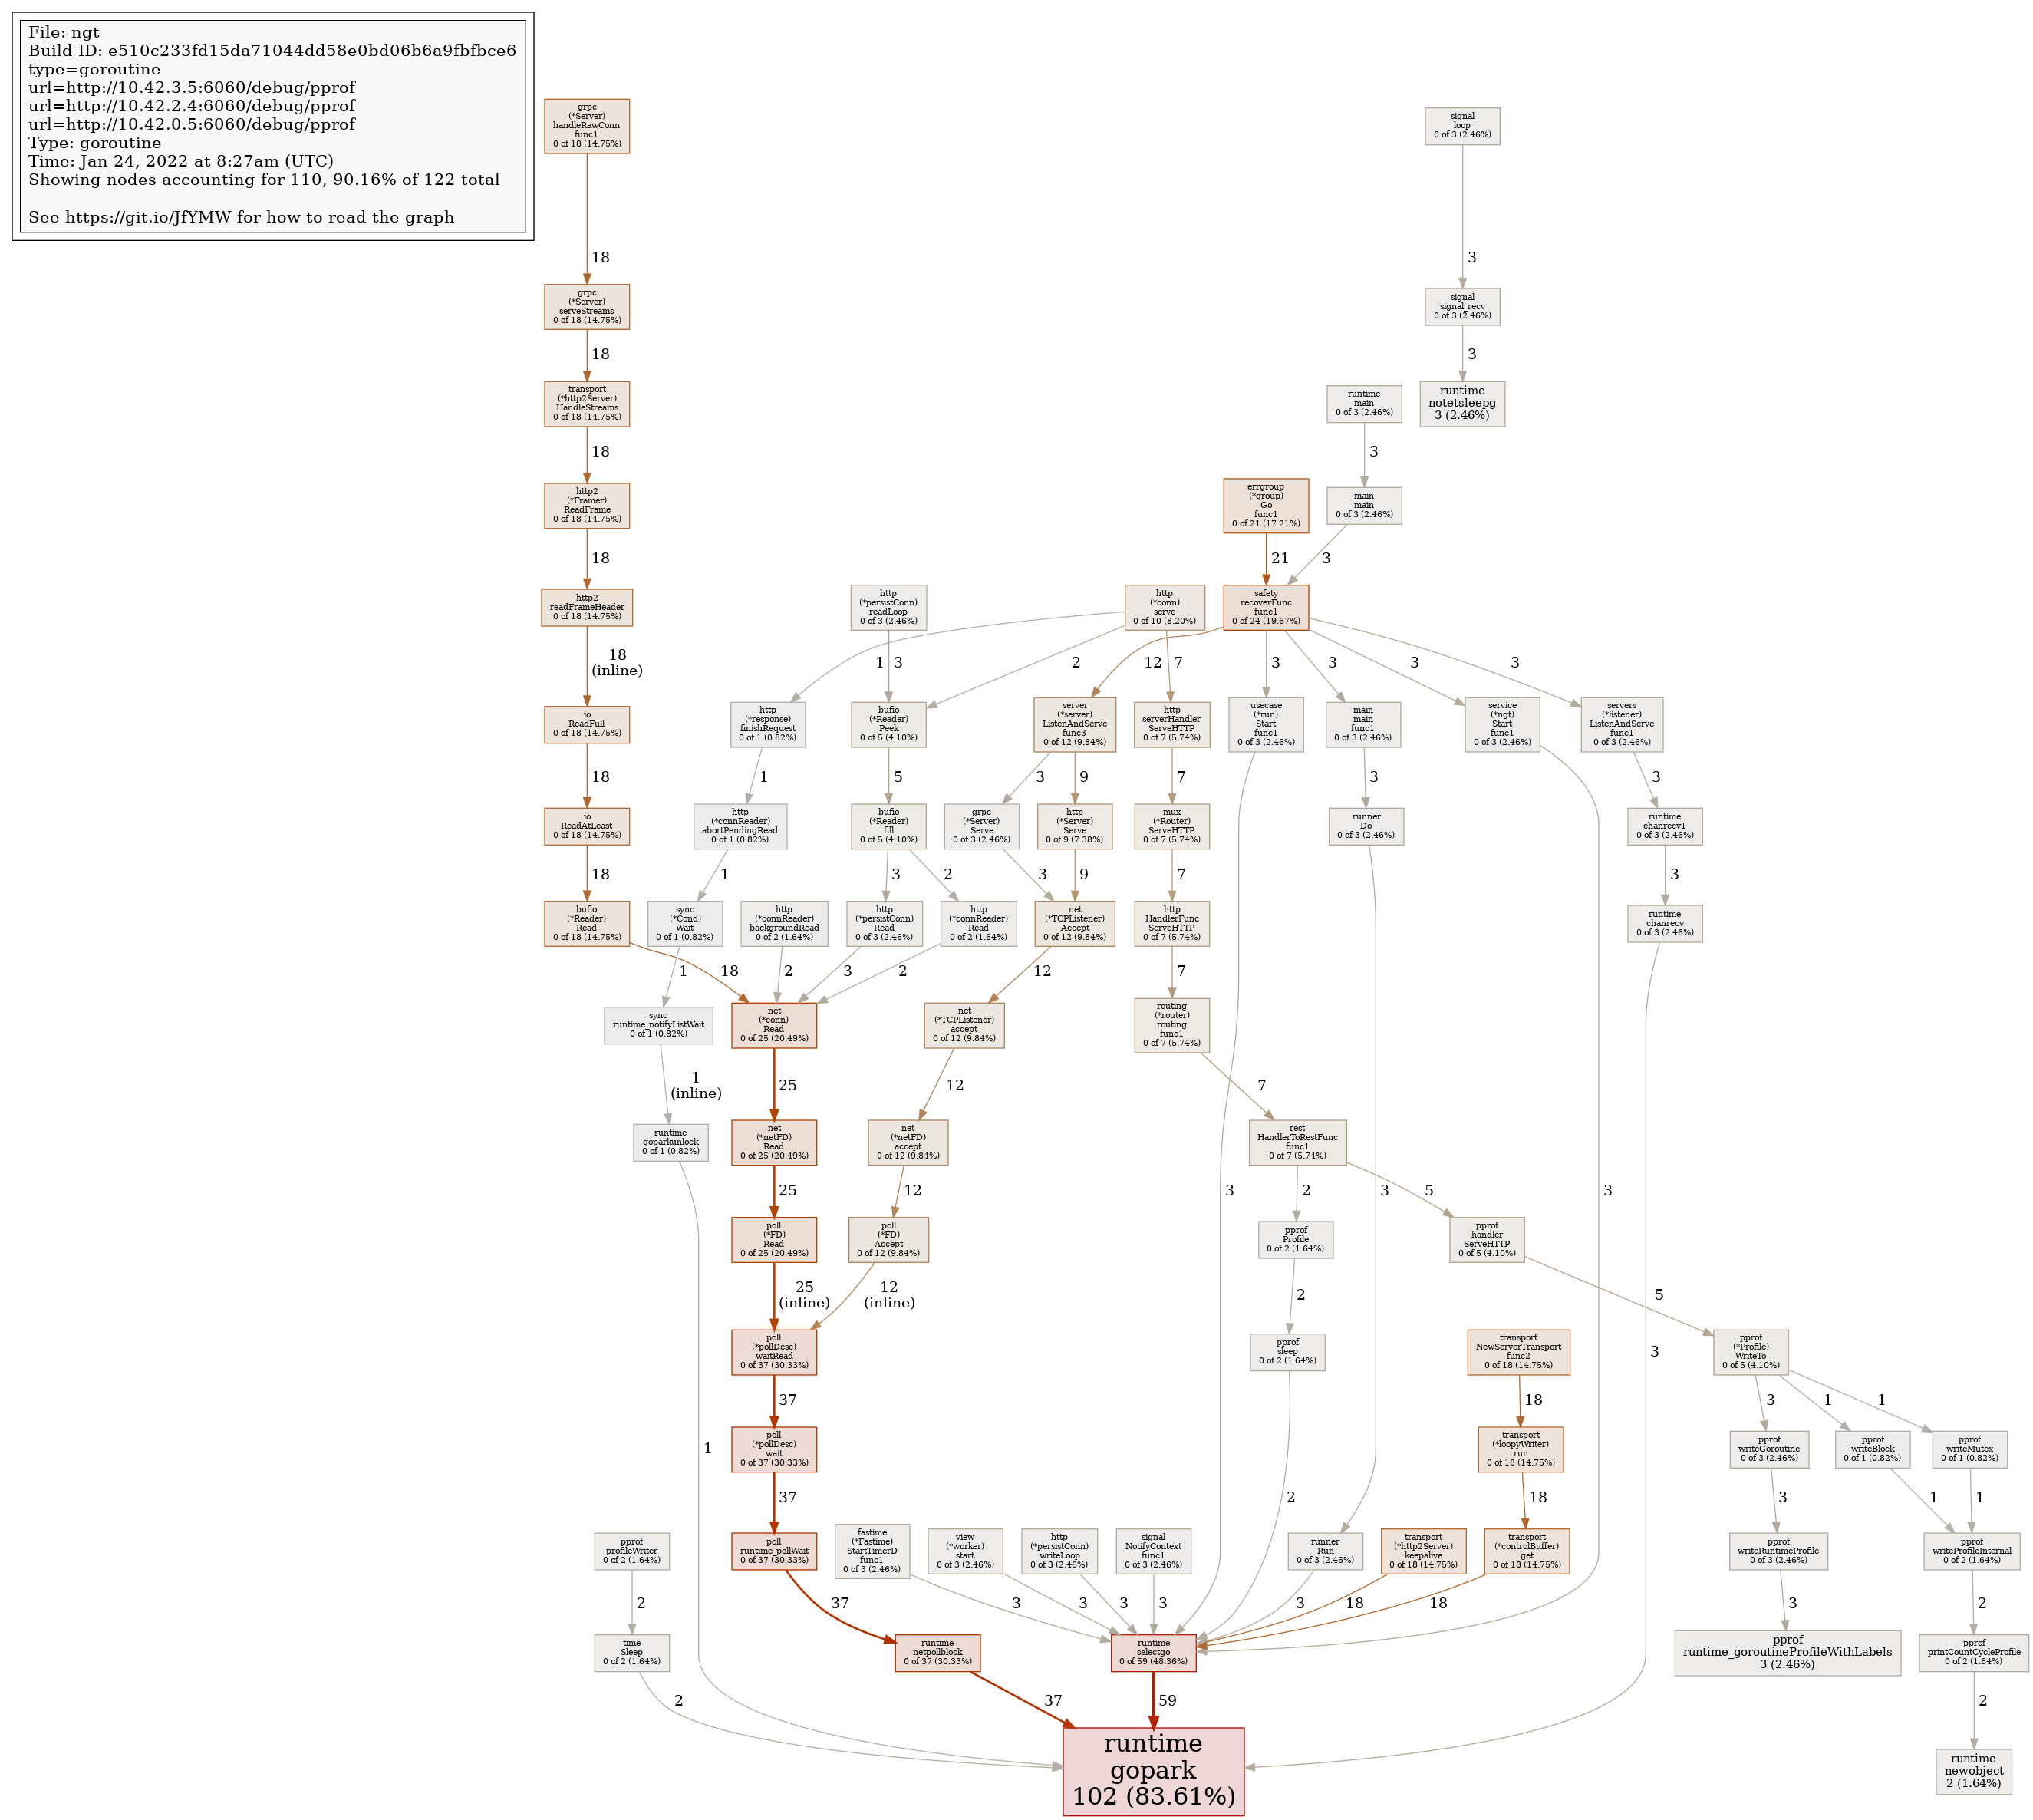 File: ngt
Build ID: e510c233fd15da71044dd58e0bd06b6a9fbfbce6
type=goroutine
url=http://10.42.3.5:6060/debug/pprof
url=http://10.42.2.4:6060/debug/pprof
url=http://10.42.0.5:6060/debug/pprof
Type: goroutine
Time: Jan 24, 2022 at 8:27am (UTC)
Showing nodes accounting for 110, 90.16% of 122 total
See https://git.io/JfYMW for how to read the graph
grpc
(*Server)
handleRawConn
func1
0 of 18 (14.75%)
signal
loop
0 of 3 (2.46%)
18
3
grpc
(*Server)
serveStreams
0 of 18 (14.75%)
signal
signal_recv
0 of 3 (2.46%)
18
3
transport
(*http2Server)
HandleStreams
0 of 18 (14.75%)
runtime
main
0 of 3 (2.46%)
runtime
notetsleepg
3 (2.46%)
18
3
http2
(*Framer)
ReadFrame
0 of 18 (14.75%)
errgroup
(*group)
Go
func1
0 of 21 (17.21%)
main
main
0 of 3 (2.46%)
18
21
3
http2
readFrameHeader
0 of 18 (14.75%)
http
(*persistConn)
readLoop
0 of 3 (2.46%)
http
(*conn)
serve
0 of 10 (8.20%)
safety
recoverFunc
func1
0 of 24 (19.67%)
18
(inline)
1
3
2
12
7
3
3
3
3
io
ReadFull
0 of 18 (14.75%)
http
(*response)
finishRequest
0 of 1 (0.82%)
bufio
(*Reader)
Peek
0 of 5 (4.10%)
server
(*server)
ListenAndServe
func3
0 of 12 (9.84%)
http
serverHandler
ServeHTTP
0 of 7 (5.74%)
usecase
(*run)
Start
func1
0 of 3 (2.46%)
main
main
func1
0 of 3 (2.46%)
service
(*ngt)
Start
func1
0 of 3 (2.46%)
servers
(*listener)
ListenAndServe
func1
0 of 3 (2.46%)
18
1
5
3
9
7
3
3
io
ReadAtLeast
0 of 18 (14.75%)
http
(*connReader)
abortPendingRead
0 of 1 (0.82%)
bufio
(*Reader)
fill
0 of 5 (4.10%)
grpc
(*Server)
Serve
0 of 3 (2.46%)
http
(*Server)
Serve
0 of 9 (7.38%)
mux
(*Router)
ServeHTTP
0 of 7 (5.74%)
runner
Do
0 of 3 (2.46%)
runtime
chanrecv1
0 of 3 (2.46%)
18
1
3
2
3
9
7
3
bufio
(*Reader)
Read
0 of 18 (14.75%)
sync
(*Cond)
Wait
0 of 1 (0.82%)
http
(*connReader)
backgroundRead
0 of 2 (1.64%)
http
(*persistConn)
Read
0 of 3 (2.46%)
http
(*connReader)
Read
0 of 2 (1.64%)
net
(*TCPListener)
Accept
0 of 12 (9.84%)
http
HandlerFunc
ServeHTTP
0 of 7 (5.74%)
runtime
chanrecv
0 of 3 (2.46%)
1
18
2
3
2
12
7
sync
runtime_notifyListWait
0 of 1 (0.82%)
net
(*conn)
Read
0 of 25 (20.49%)
net
(*TCPListener)
accept
0 of 12 (9.84%)
routing
(*router)
routing
func1
0 of 7 (5.74%)
1
(inline)
25
12
7
runtime
goparkunlock
0 of 1 (0.82%)
net
(*netFD)
Read
0 of 25 (20.49%)
net
(*netFD)
accept
0 of 12 (9.84%)
rest
HandlerToRestFunc
func1
0 of 7 (5.74%)
25
12
3
2
3
5
3
poll
(*FD)
Read
0 of 25 (20.49%)
poll
(*FD)
Accept
0 of 12 (9.84%)
pprof
Profile
0 of 2 (1.64%)
pprof
handler
ServeHTTP
0 of 5 (4.10%)
25
(inline)
12
(inline)
2
5
poll
(*pollDesc)
waitRead
0 of 37 (30.33%)
pprof
sleep
0 of 2 (1.64%)
transport
NewServerTransport
func2
0 of 18 (14.75%)
3
pprof
(*Profile)
WriteTo
0 of 5 (4.10%)
37
18
3
1
1
1
poll
(*pollDesc)
wait
0 of 37 (30.33%)
transport
(*loopyWriter)
run
0 of 18 (14.75%)
pprof
writeGoroutine
0 of 3 (2.46%)
pprof
writeBlock
0 of 1 (0.82%)
pprof
writeMutex
0 of 1 (0.82%)
37
2
18
3
1
1
pprof
profileWriter
0 of 2 (1.64%)
poll
runtime_pollWait
0 of 37 (30.33%)
fastime
(*Fastime)
StartTimerD
func1
0 of 3 (2.46%)
view
(*worker)
start
0 of 3 (2.46%)
http
(*persistConn)
writeLoop
0 of 3 (2.46%)
signal
NotifyContext
func1
0 of 3 (2.46%)
runner
Run
0 of 3 (2.46%)
transport
(*http2Server)
keepalive
0 of 18 (14.75%)
transport
(*controlBuffer)
get
0 of 18 (14.75%)
pprof
writeRuntimeProfile
0 of 3 (2.46%)
pprof
writeProfileInternal
0 of 2 (1.64%)
2
37
3
3
3
3
3
18
18
3
2
time
Sleep
0 of 2 (1.64%)
runtime
netpollblock
0 of 37 (30.33%)
runtime
selectgo
0 of 59 (48.36%)
pprof
runtime_goroutineProfileWithLabels
3 (2.46%)
pprof
printCountCycleProfile
0 of 2 (1.64%)
2
37
59
2
runtime
gopark
102 (83.61%)
runtime
newobject
2 (1.64%)